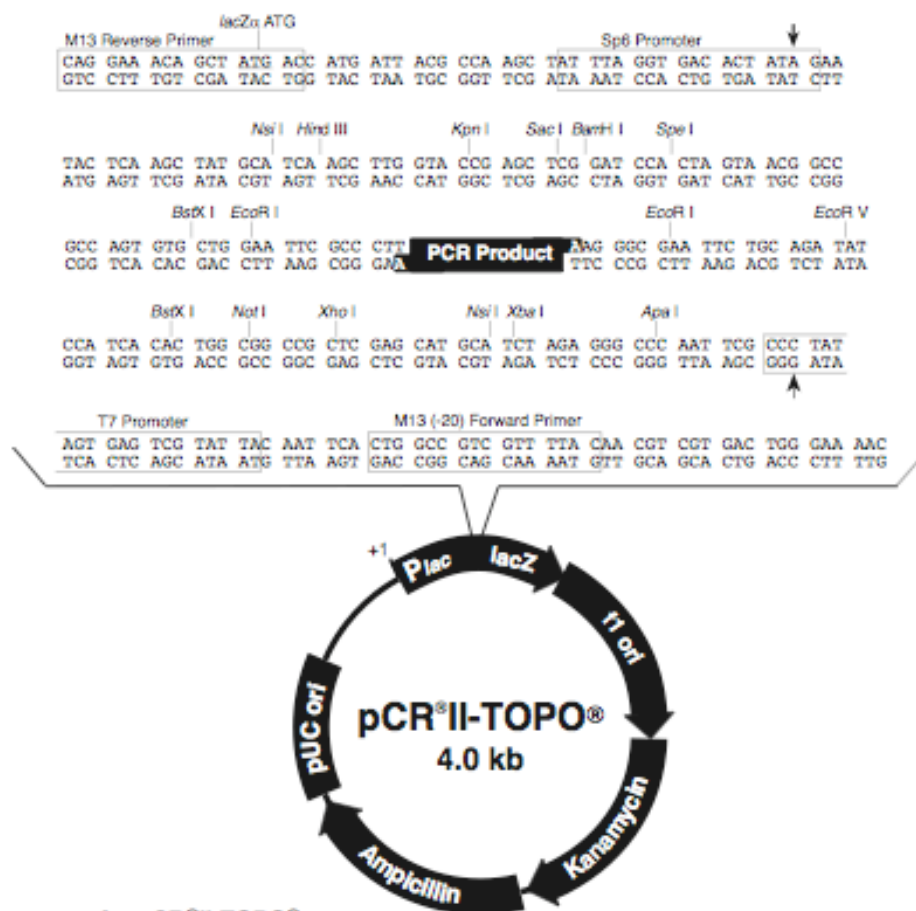 lacZα ATG
M13 Reverse Primer Sp6 Promoter
CAG GAA ACA GCT ATG ACC ATG ATT ACG CCA AGC TAT TTA GGT GAC ACT ATA GAA
GTC CTT TGT CGA TAC TGG TAC TAA TGC GGT TCG ATA AAT CCA CTG TGA TAT CTT
Nsi I Hind III Kpn I Sac I BamH I Spe I
TAC TCA AGC TAT GCA TCA AGC TTG GTA CCG AGC TCG GAT CCA CTA GTA ACG GCC
ATG AGT TCG ATA CGT AGT TCG AAC CAT GGC TCG AGC CTA GGT GAT CAT TGC CGG
BstX I EcoR I EcoR I EcoR V
GCC AGT GTG CTG GAA TTC GCC CTT PCR Product AAG GGC GAA TTC TGC AGA TAT
CGG TCA CAC GAC CTT AAG CGG GAA TTC CCG CTT AAG ACG TCT ATA
BstX I Not I Xho I Nsi I Xba I Apa I
CCA TCA CAC TGG CGG CCG CTC GAG CAT GCA TCT AGA GGG CCC AAT TCG CCC TAT
GGT AGT GTG ACC GCC GGC GAG CTC GTA CGT AGA TCT CCC GGG TTA AGC GGG ATA
T7 Promoter M13 (-20) Forward Primer
AGT GAG TCG TAT TAC AAT TCA CTG GCC GTC GTT TTA CAA CGT CGT GAC TGG GAA AAC
TCA CTC AGC ATA ATG TTA AGT GAC CGG CAG CAA AAT GTT GCA GCA CTG ACC CTT TTG
+1
Plac lacZ
f1 ori
pUC ori
pCR®II-TOPO®
4.0 kb
Kanamycin
Ampicillin